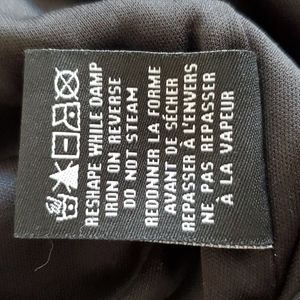 RESHAPE WHILE DAMP
IRON ON REVERSE
DO NOT STEAM
REDONNER LA FORME
AVANT DE SÉCHER
REPASSER À L'ENVERS
NE PAS REPASSER
À LA VAPEUR